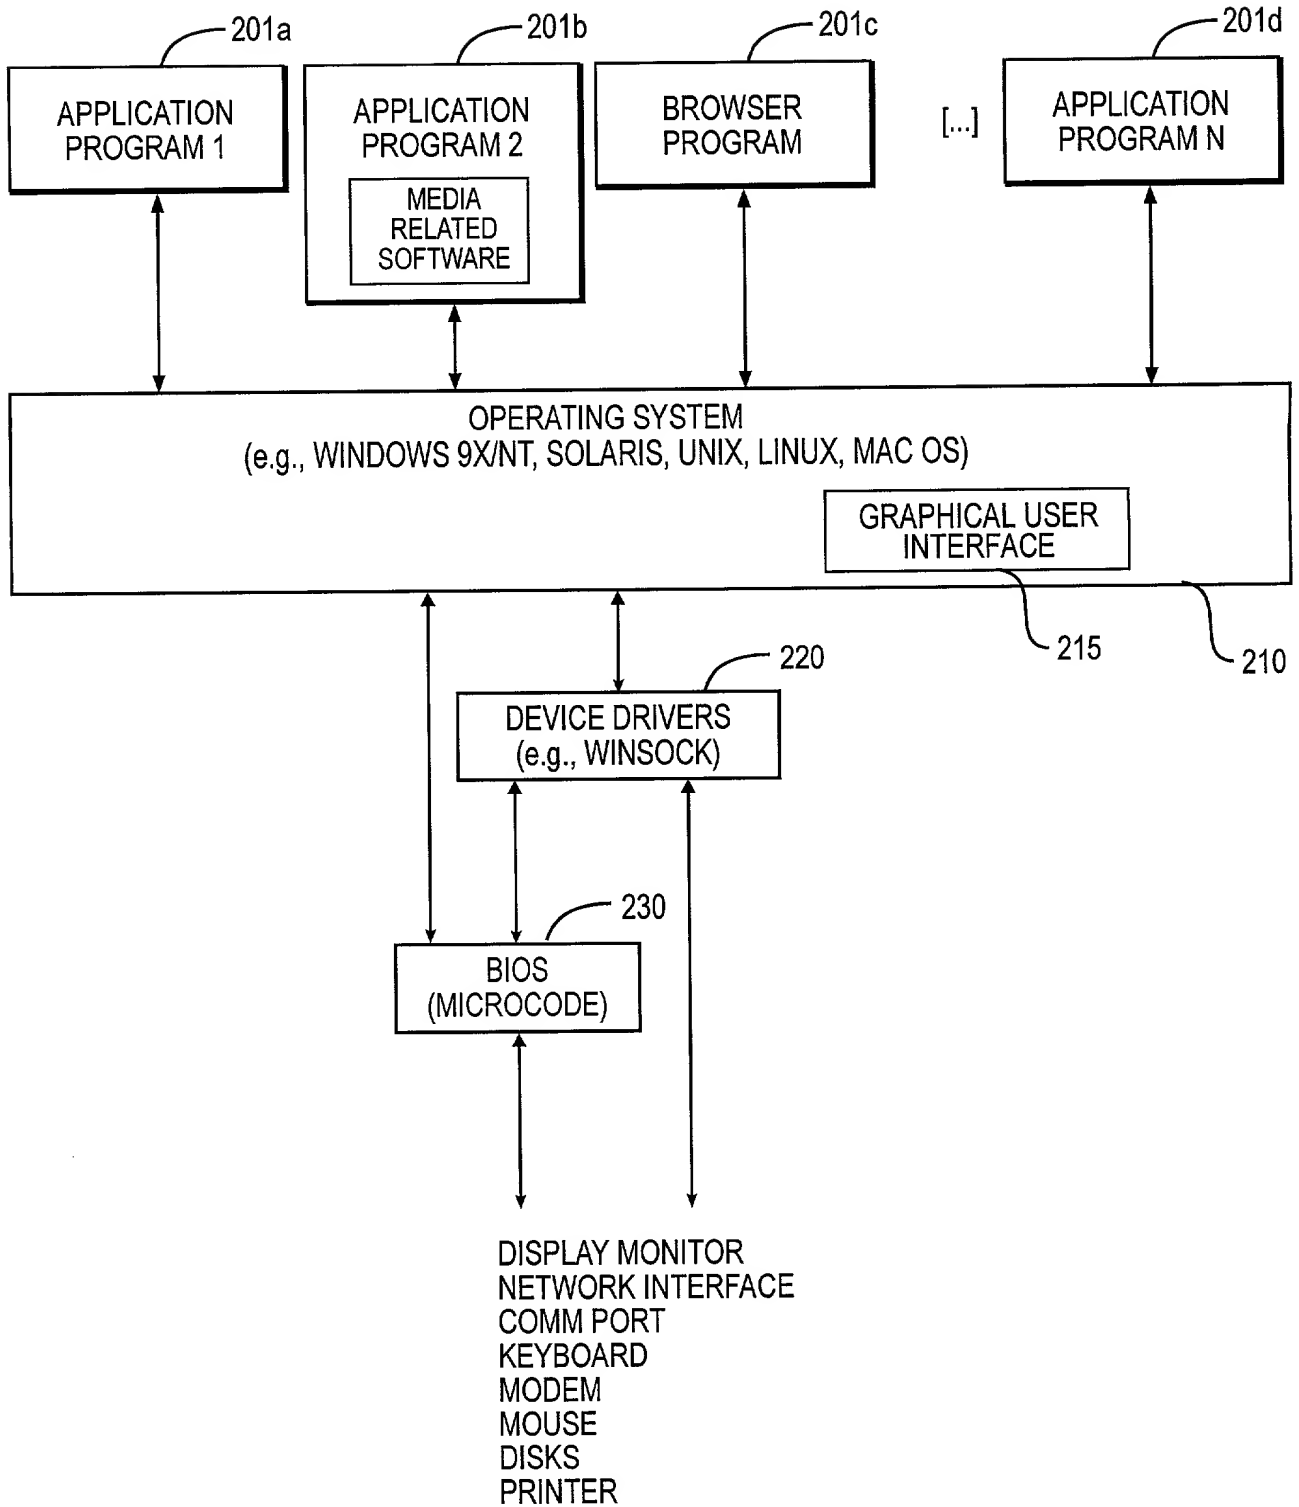 201a
201b
201c
201d
APPLICATION
PROGRAM 1
APPLICATION
PROGRAM 2
MEDIA
RELATED
SOFTWARE
BROWSER
PROGRAM
[...]
APPLICATION
PROGRAM N
OPERATING SYSTEM
(e.g., WINDOWS 9X/NT, SOLARIS, UNIX, LINUX, MAC OS)
GRAPHICAL USER
INTERFACE
215
210
220
DEVICE DRIVERS
(e.g., WINSOCK)
230
BIOS
(MICROCODE)
DISPLAY MONITOR
NETWORK INTERFACE
COMM PORT
KEYBOARD
MODEM
MOUSE
DISKS
PRINTER